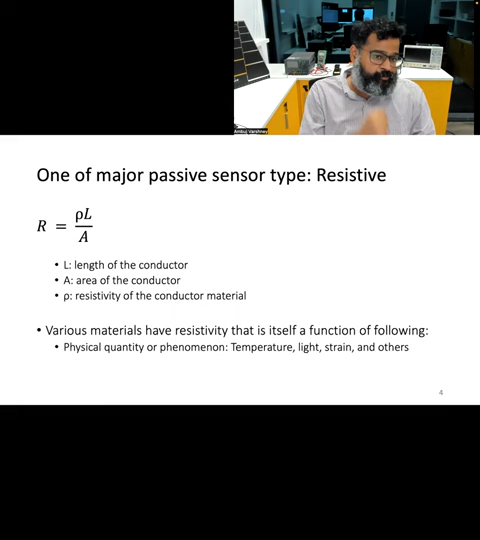 Ambuj Varshney
One of major passive sensor type: Resistive
R = ρL / A
• L: length of the conductor
• A: area of the conductor
• ρ: resistivity of the conductor material
• Various materials have resistivity that is itself a function of following:
• Physical quantity or phenomenon: Temperature, light, strain, and others
4